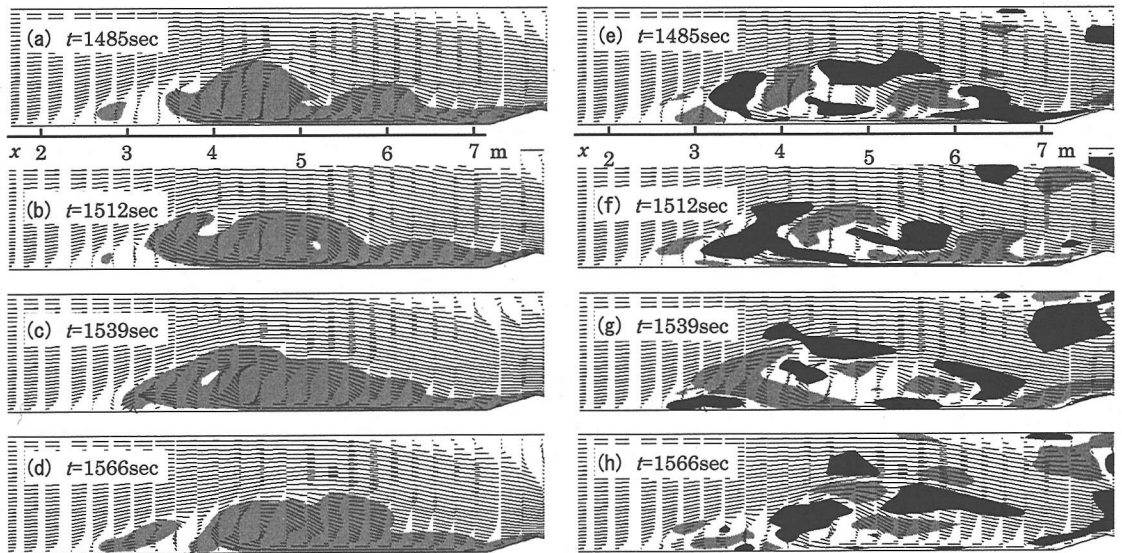 (a) t=1485sec
(e) t=1485sec
x 2 3 4 5 6 7 m
x 2 3 4 5 6 7 m
(b) t=1512sec
(f) t=1512sec
(c) t=1539sec
(g) t=1539sec
(d) t=1566sec
(h) t=1566sec